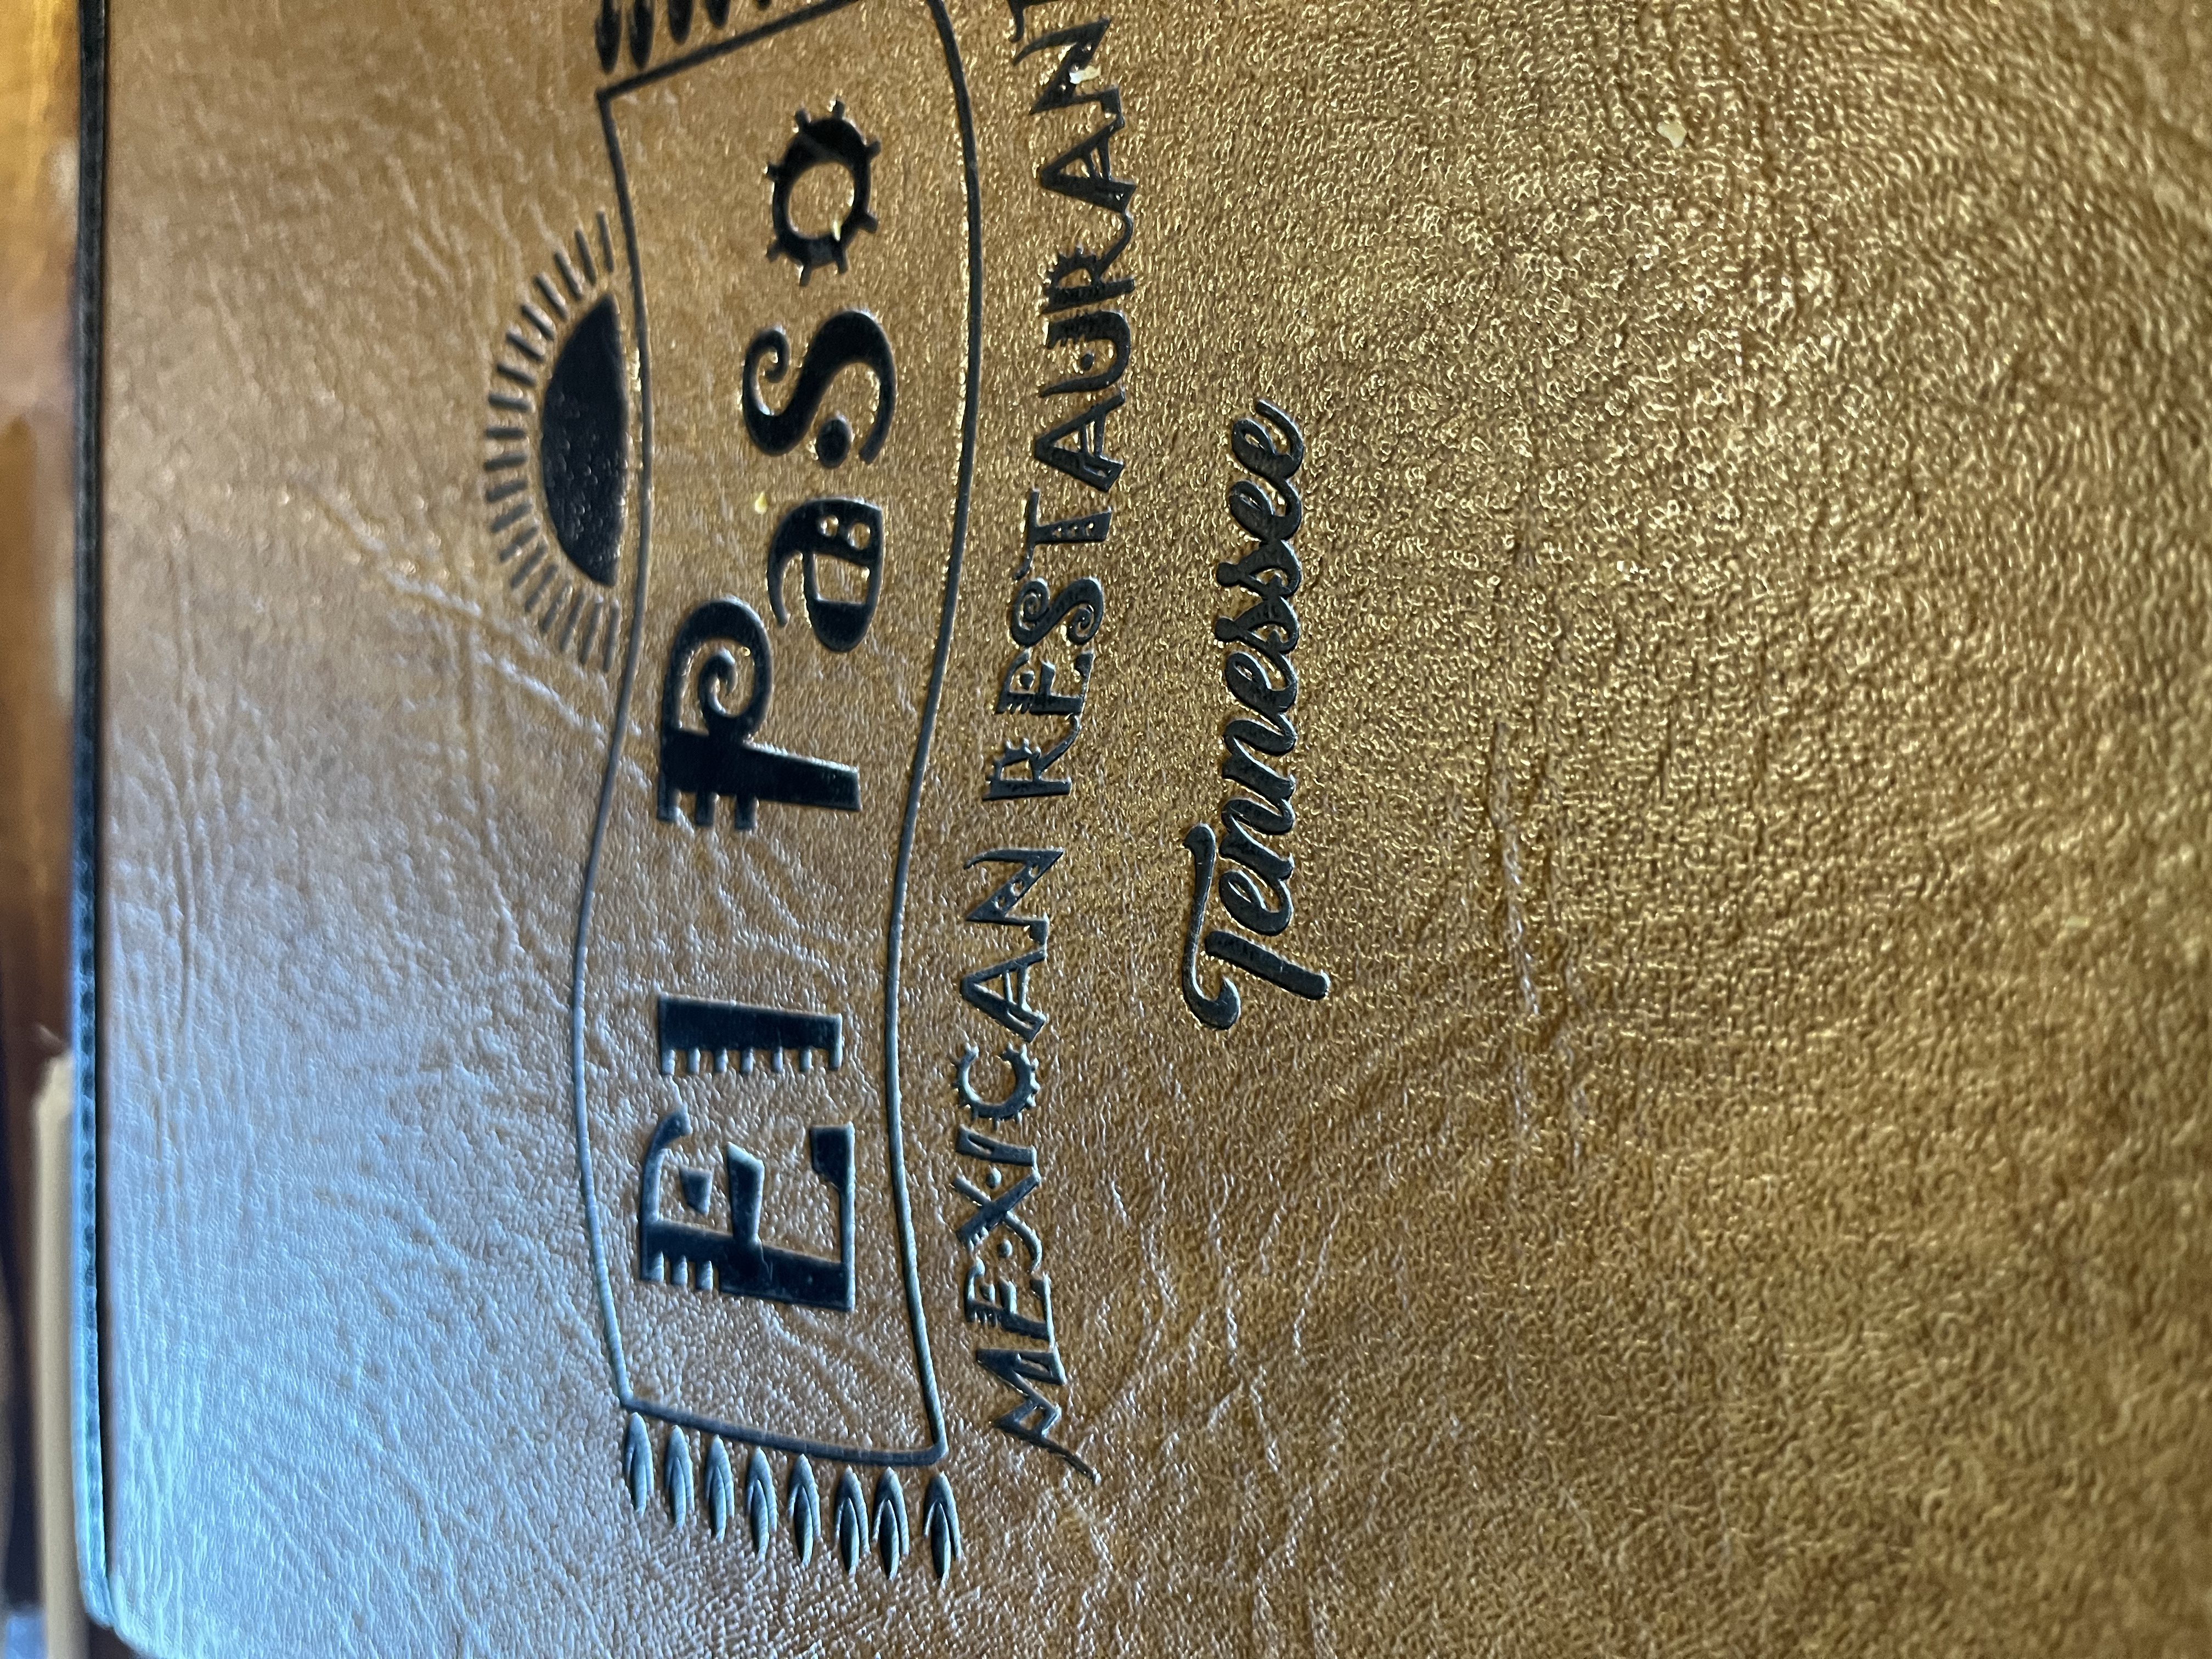 El Paso
MEXICAN RESTAURANT
Tennessee